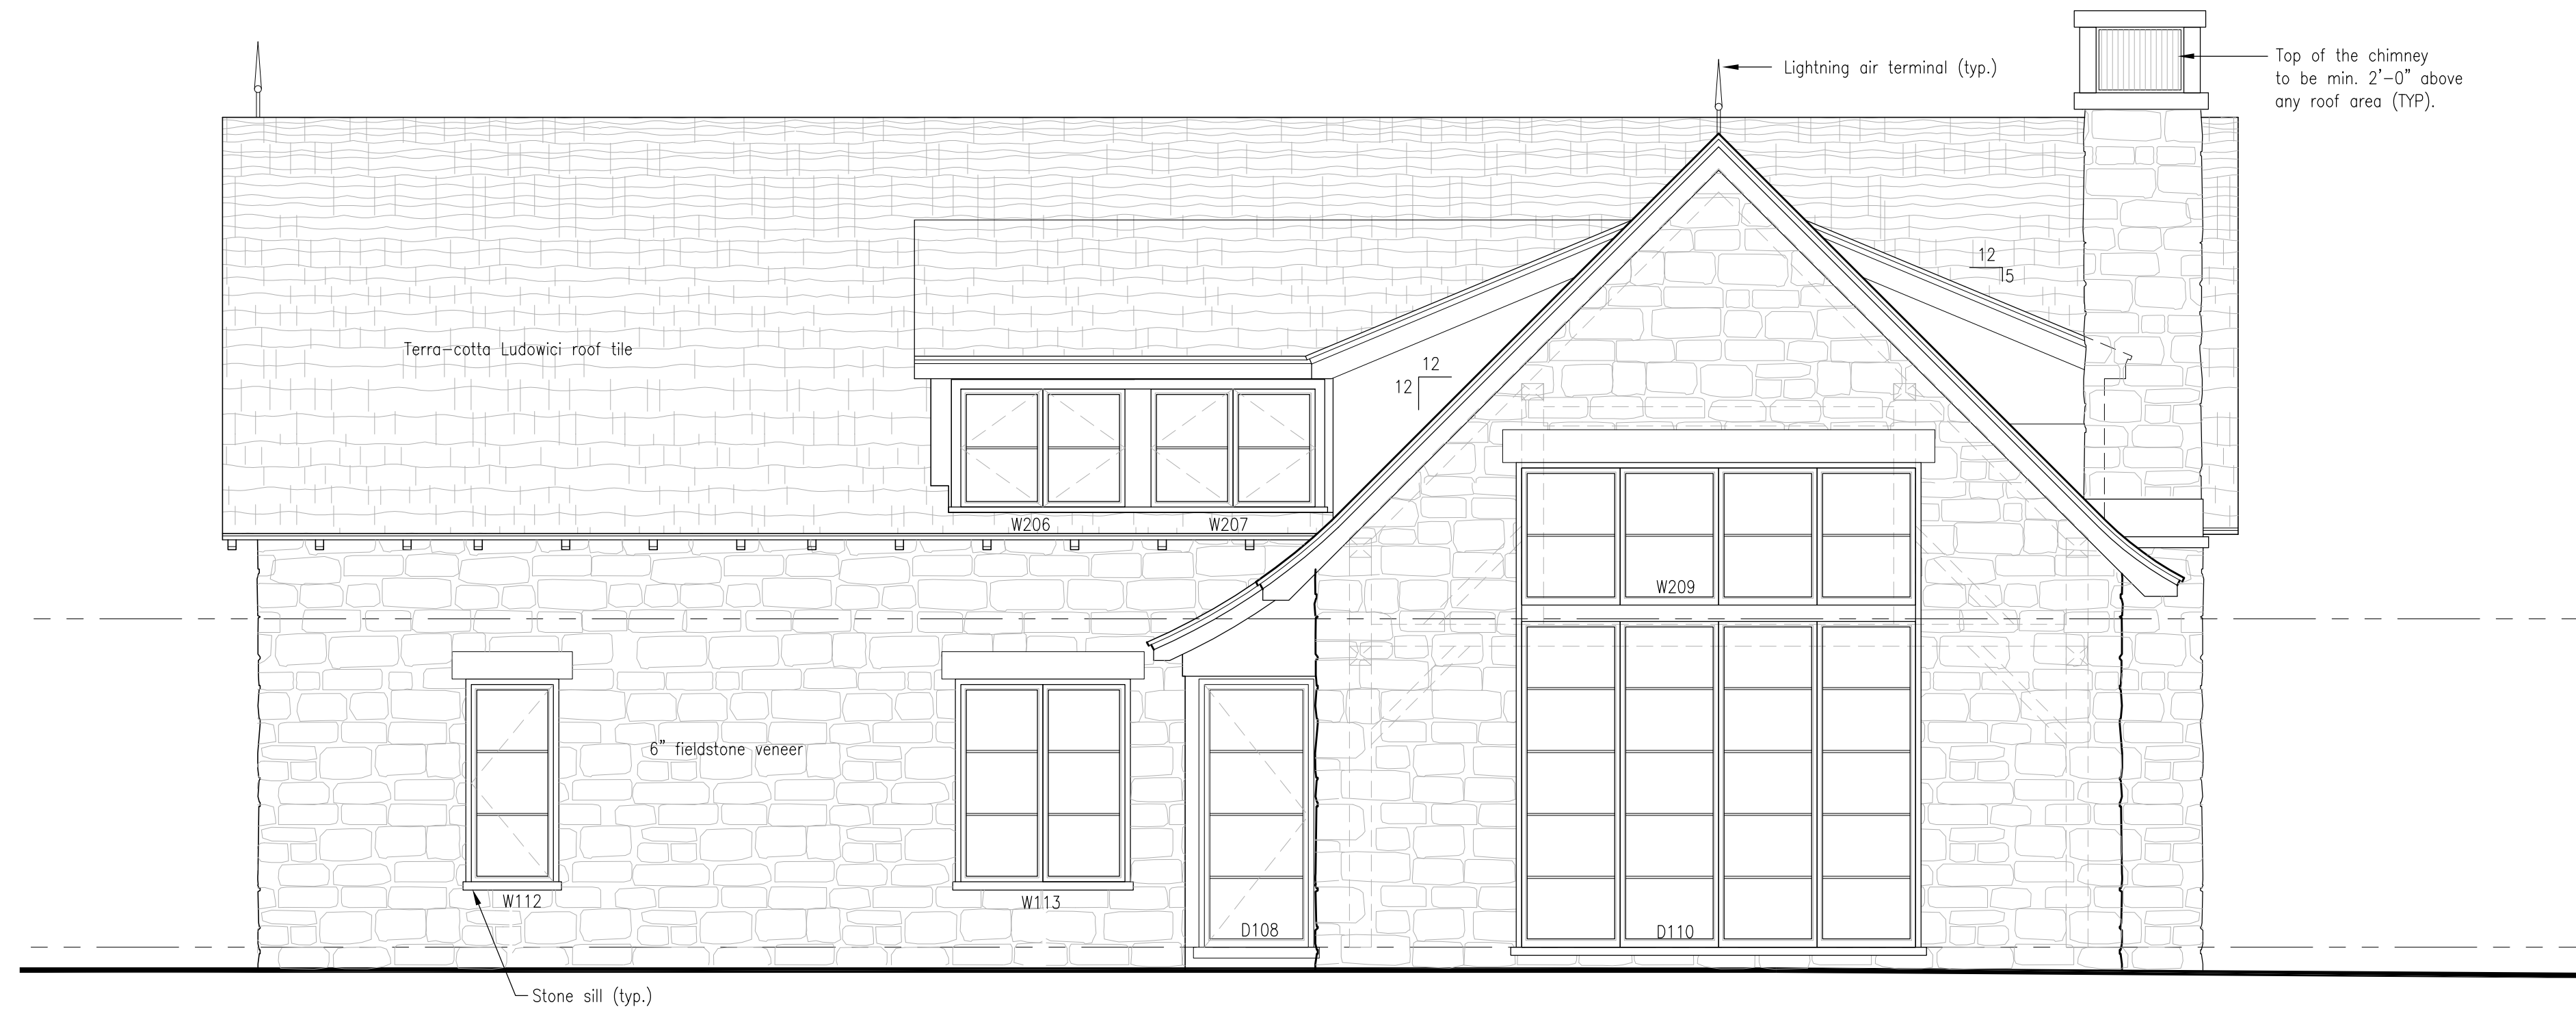 Lightning air terminal (typ.)
Top of the chimney
to be min. 2'-0" above
any roof area (TYP).
12
5
Terra-cotta Ludowici roof tile
12
12
W206
W207
W209
6" fieldstone veneer
W112
W113
D108
D110
Stone sill (typ.)